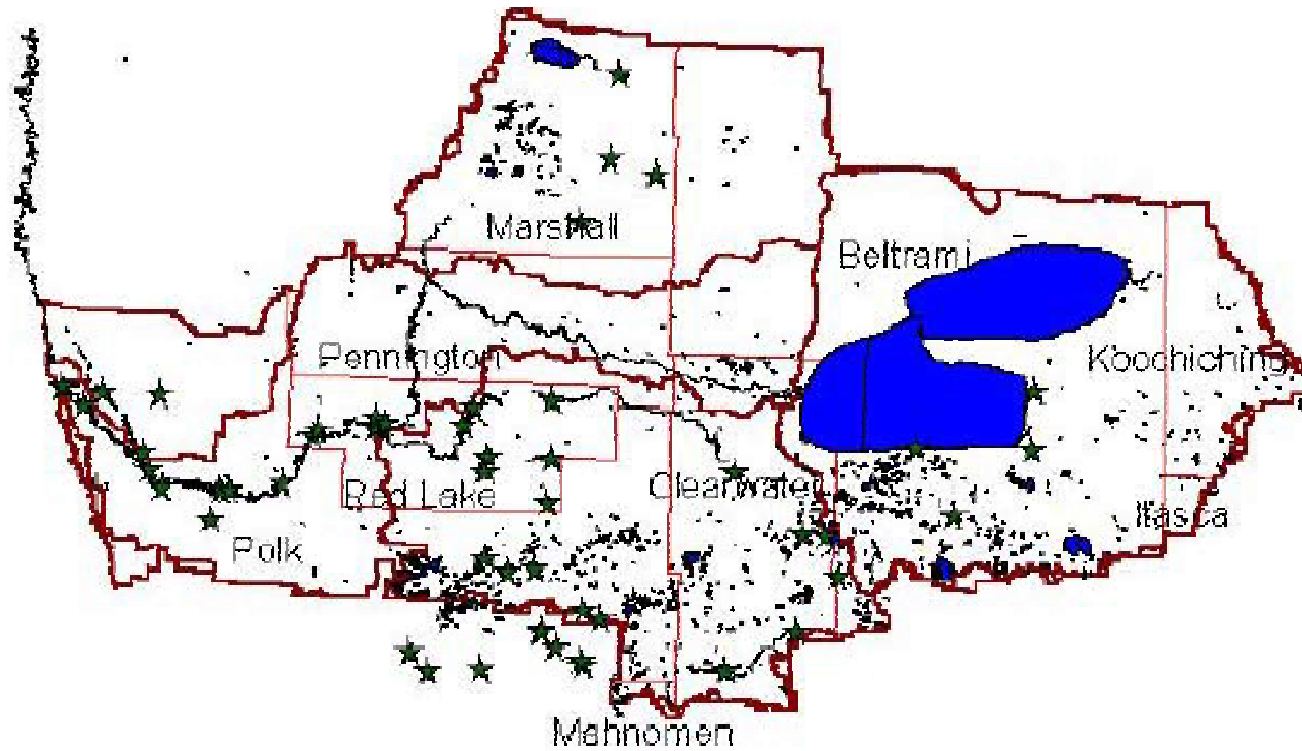 Marshall
Beltrami
Pennington
Koochiching
Red Lake
Clearwater
Itasca
Polk
Mahnomen